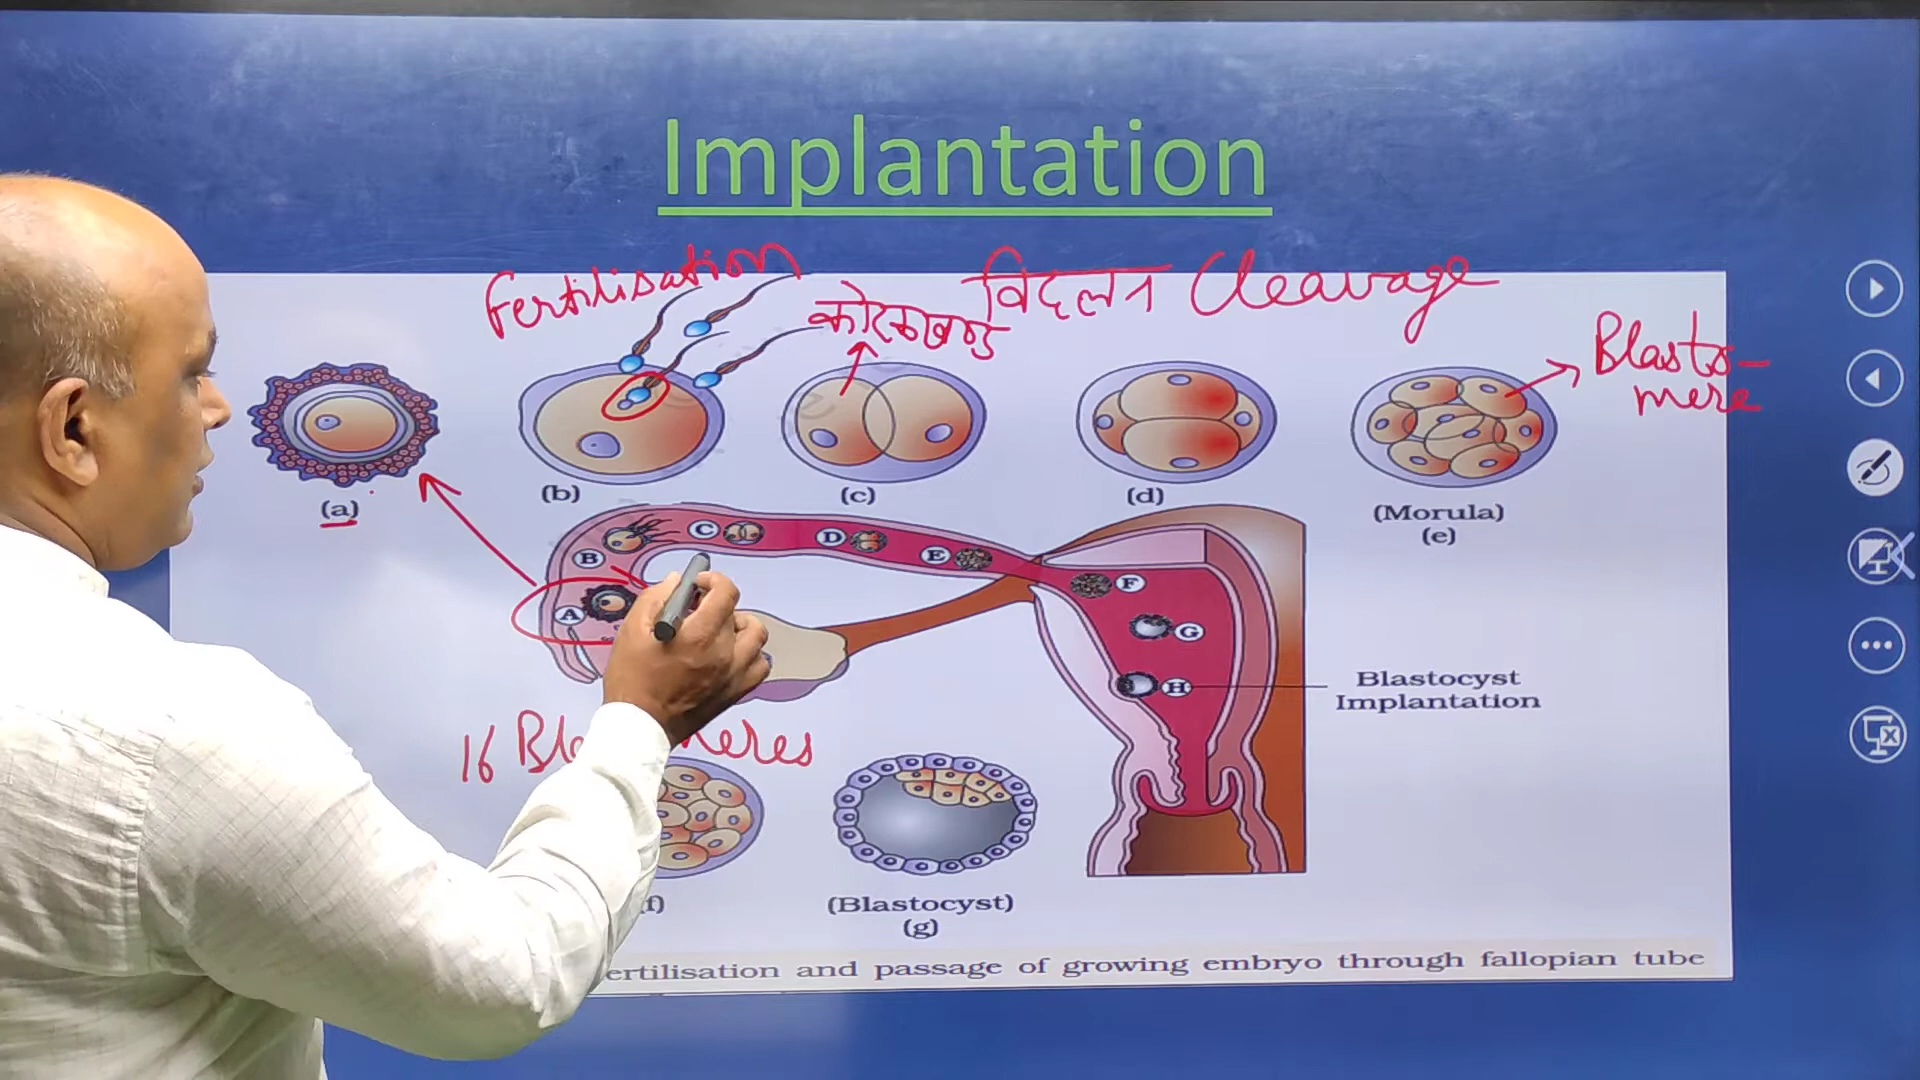 Implantation
Fertilisation
विदलन Cleavage
कोरकखण्ड
Blasto-
mere
(a)
(b)
(c)
(d)
(Morula)
(e)
B
C
D
E
F
A
G
H
Blastocyst
Implantation
16
meres
(f)
(Blastocyst)
(g)
ertilisation and passage of growing embryo through fallopian tube